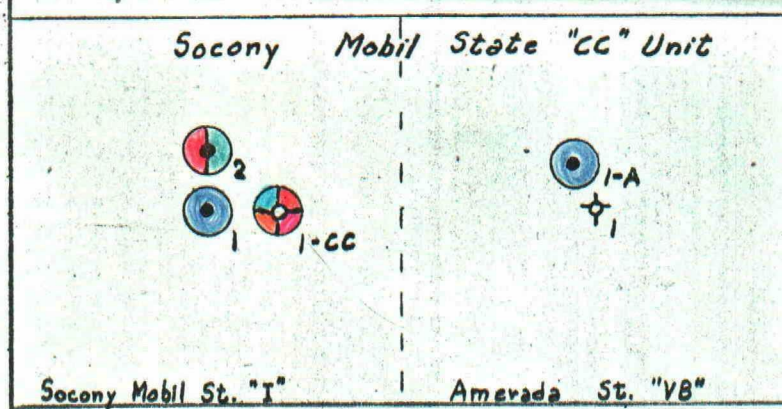 Socony Mobil State "CC" Unit
2
1-A
1
1-CC
1
Socony Mobil St. "I"
Amerada St. "VB"